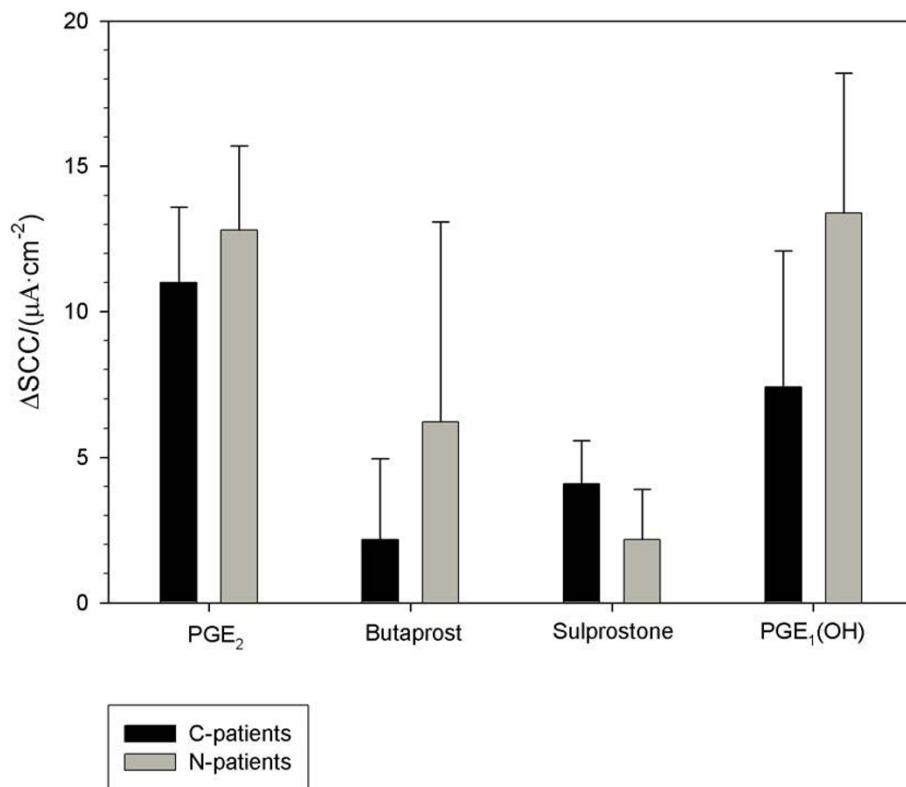 20
15
10
5
0
ΔSCC/(μA·cm⁻²)
PGE₂
Butaprost
Sulprostone
PGE₁(OH)
C-patients
N-patients